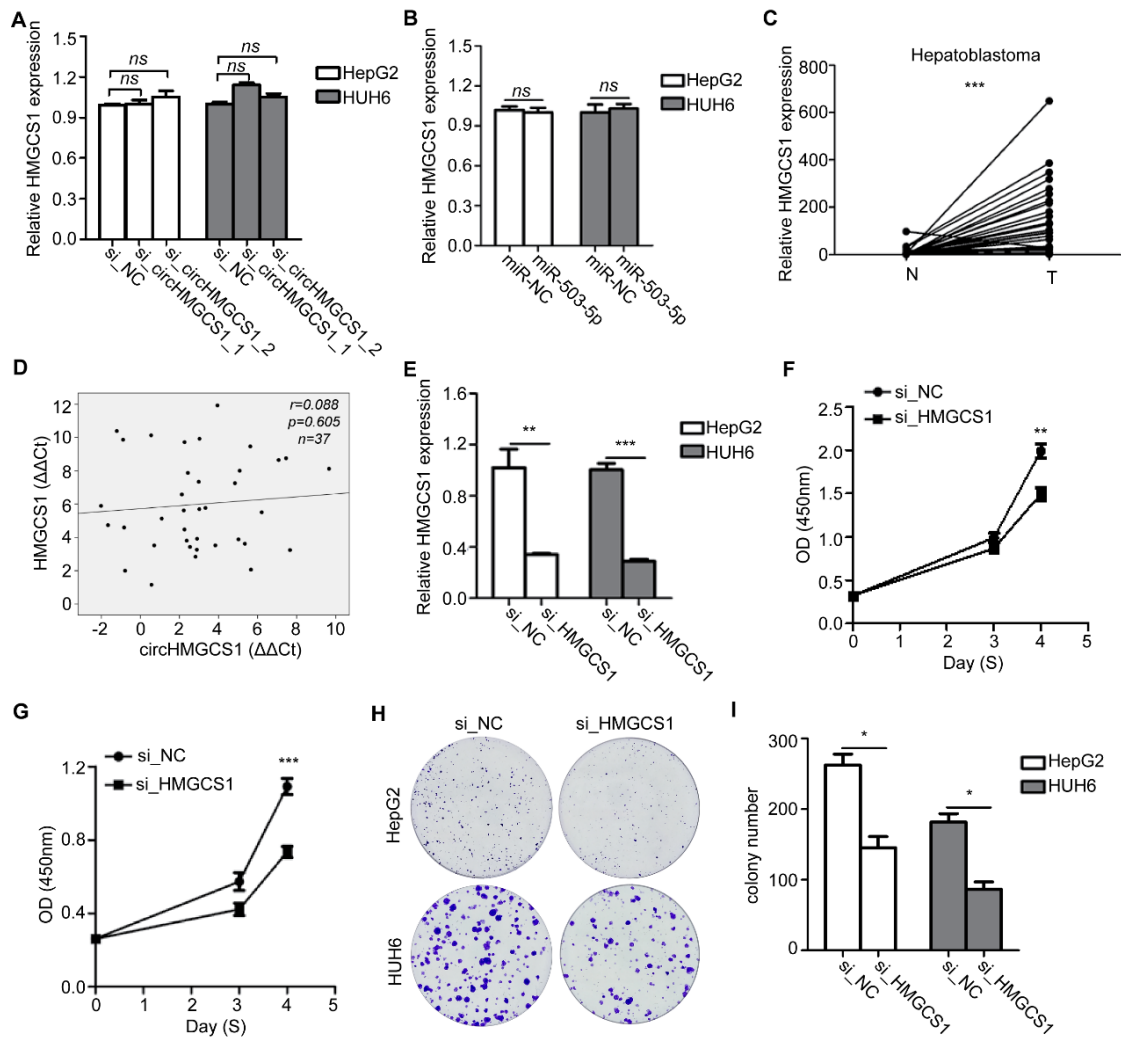 A
Relative HMGCS1 expression
1.5
1.2
0.9
0.6
0.3
0.0
ns
ns
ns
ns
HepG2
HUH6
si_NC
si_circHMGCS1_1
si_circHMGCS1_2
si_NC
si_circHMGCS1_1
si_circHMGCS1_2
B
Relative HMGCS1 expression
1.5
1.2
0.9
0.6
0.3
0.0
ns
ns
HepG2
HUH6
miR-NC
miR-503-5p
miR-NC
miR-503-5p
C
Hepatoblastoma
***
Relative HMGCS1 expression
800
600
400
200
0
N
T
D
HMGCS1 (ΔΔCt)
12
10
8
6
4
2
0
r=0.088
p=0.605
n=37
-2
0
2
4
6
8
10
circHMGCS1 (ΔΔCt)
E
Relative HMGCS1 expression
1.6
1.2
0.8
0.4
0.0
**
***
HepG2
HUH6
si_NC
si_HMGCS1
si_NC
si_HMGCS1
F
si_NC
si_HMGCS1
OD (450nm)
2.5
2.0
1.5
1.0
0.5
0.0
**
0
1
2
3
4
5
Day (S)
G
si_NC
si_HMGCS1
OD (450nm)
1.2
0.8
0.4
0.0
***
0
1
2
3
4
5
Day (S)
H
si_NC
si_HMGCS1
HepG2
HUH6
I
colony number
300
200
100
0
*
*
HepG2
HUH6
si_NC
si_HMGCS1
si_NC
si_HMGCS1